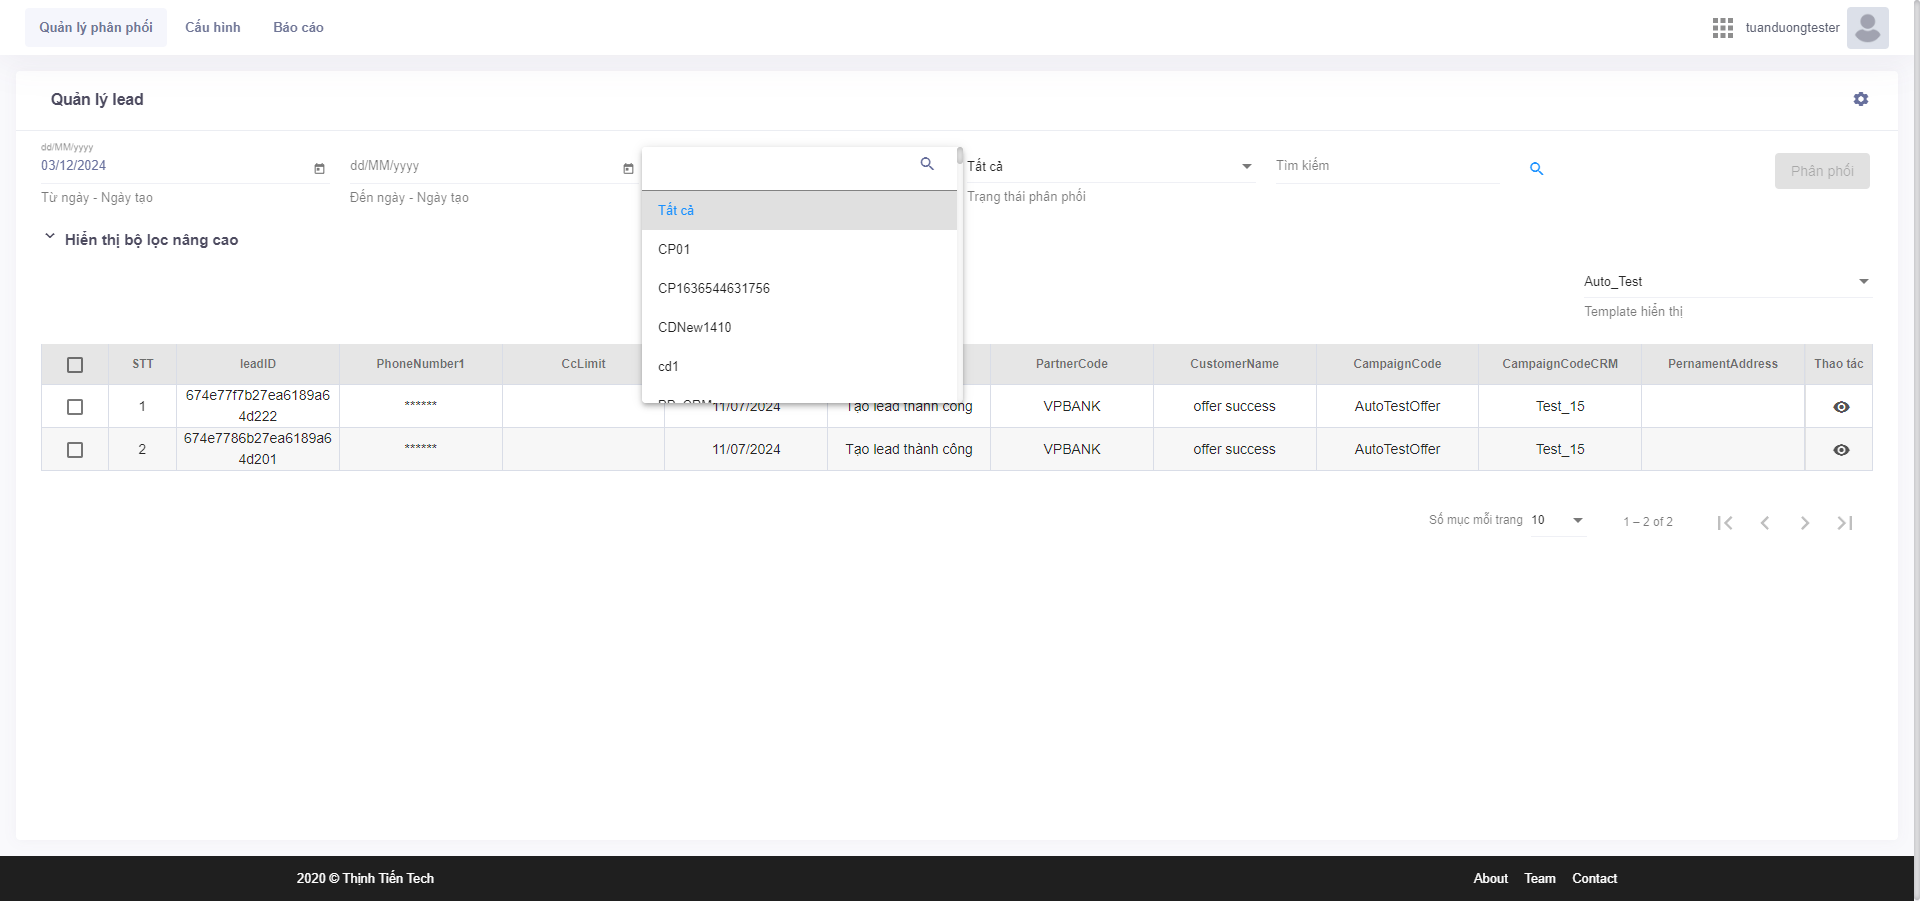 Quản lý phân phối Cấu hình Báo cáo tuanduongtester
Quản lý lead
dd/MM/yyyy
03/12/2024 dd/MM/yyyy Tất cả Tìm kiếm Phân phối
Từ ngày - Ngày tạo Đến ngày - Ngày tạo Trạng thái phân phối
Tất cả
CP01
CP1636544631756
CDNew1410
cd1
Hiển thị bộ lọc nâng cao
Auto_Test
Template hiển thị
STT leadID PhoneNumber1 CcLimit PartnerCode CustomerName CampaignCode CampaignCodeCRM PernamentAddress Thao tác
1 674e77f7b27ea6189a6 ****** 11/07/2024 Tạo lead thành công VPBANK offer success AutoTestOffer Test_15
4d222
2 674e7786b27ea6189a6 ****** 11/07/2024 Tạo lead thành công VPBANK offer success AutoTestOffer Test_15
4d201
Số mục mỗi trang 10 1 – 2 of 2
2020 © Thịnh Tiến Tech About Team Contact